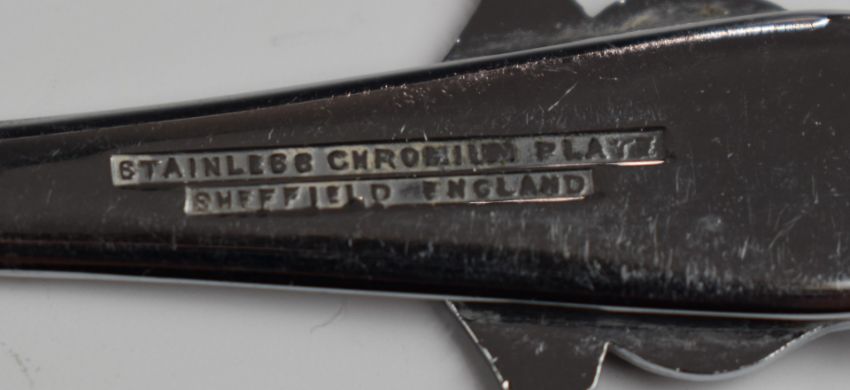 STAINLESS CHROMIUM PLATE
SHEFFIELD ENGLAND